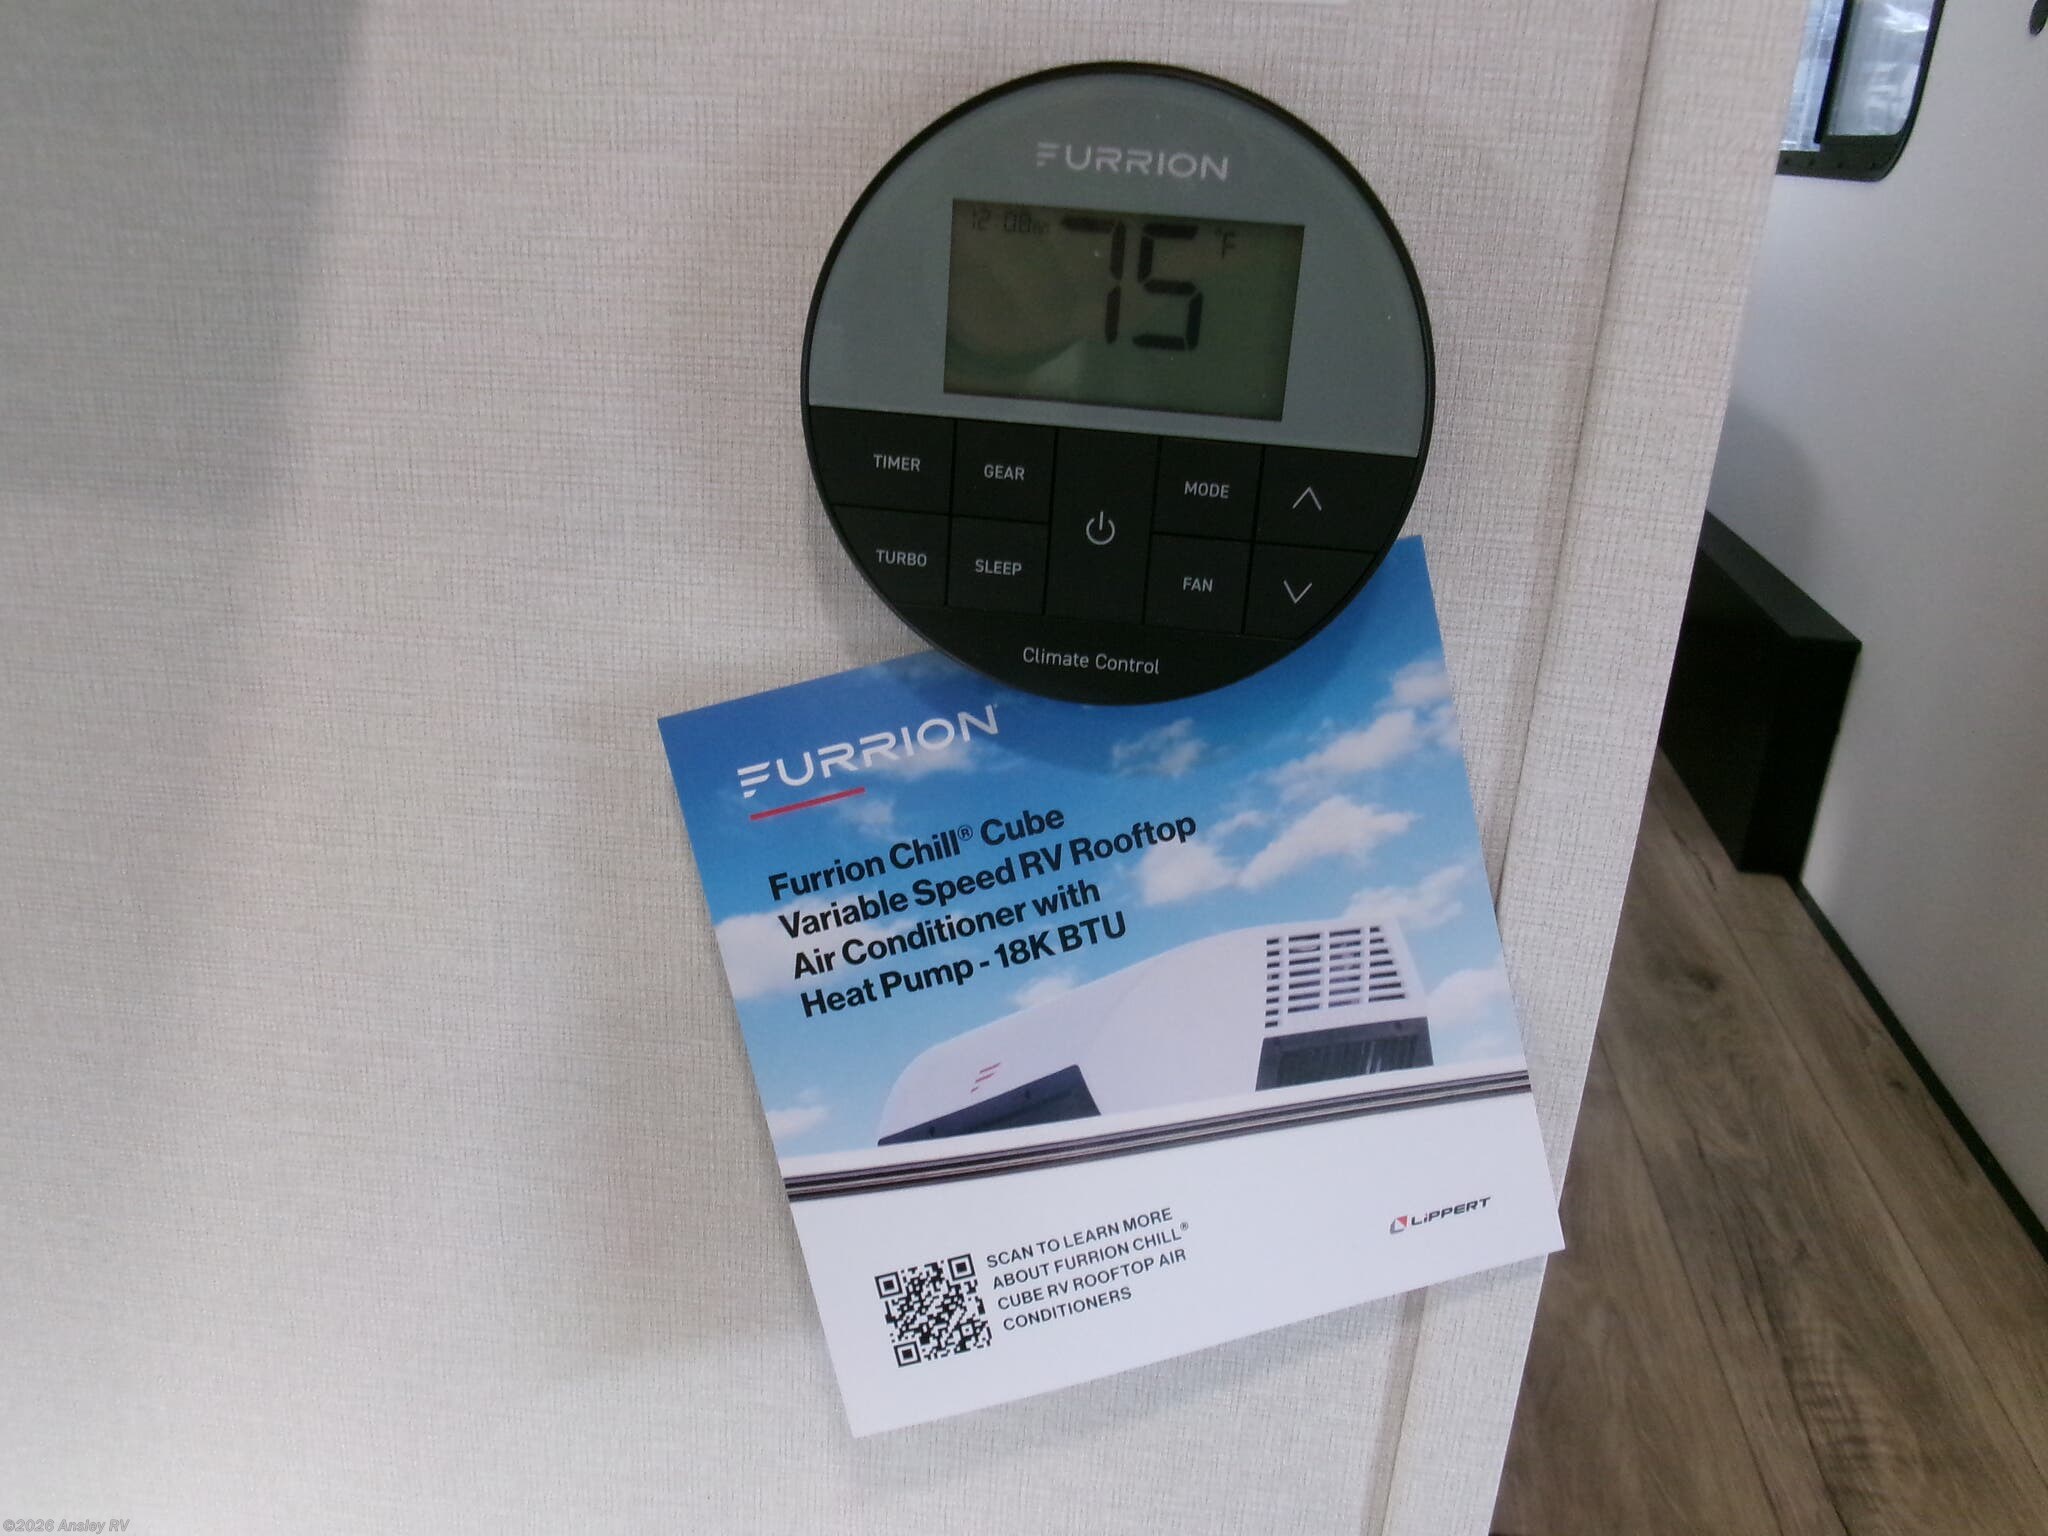 FURRION
12:08
75 °F
TIMER
GEAR
MODE
TURBO
SLEEP
FAN
Climate Control
FURRION
Furrion Chill® Cube
Variable Speed RV Rooftop
Air Conditioner with
Heat Pump - 18K BTU
SCAN TO LEARN MORE
ABOUT FURRION CHILL®
CUBE RV ROOFTOP AIR
CONDITIONERS
LiPPERT
©2026 Ansley RV